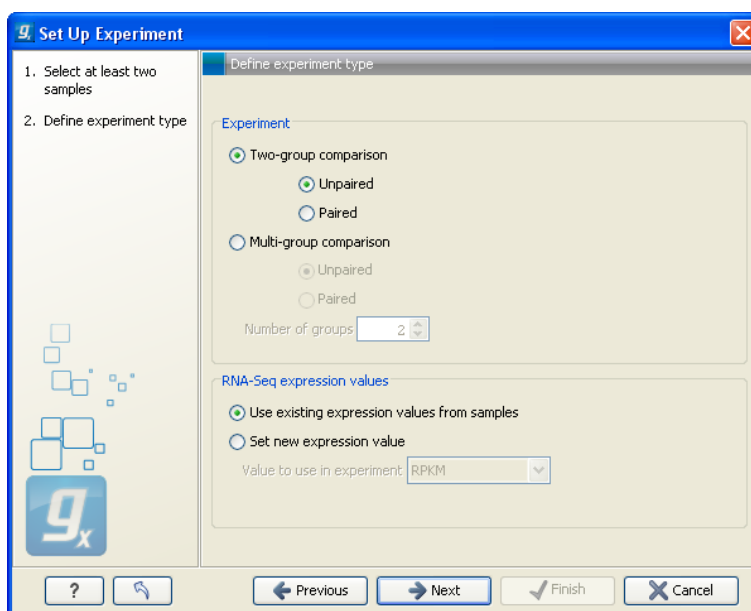 gx Set Up Experiment
1. Select at least two
samples
2. Define experiment type
Define experiment type
Experiment
Two-group comparison
Unpaired
Paired
Multi-group comparison
Unpaired
Paired
Number of groups 2
RNA-Seq expression values
Use existing expression values from samples
Set new expression value
Value to use in experiment RPKM
gx
? Previous Next Finish Cancel